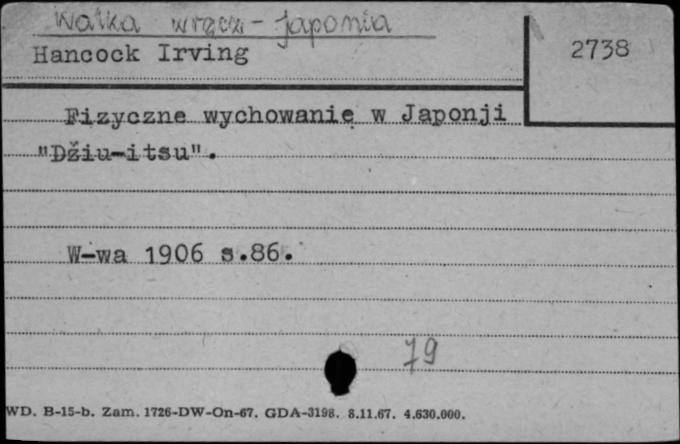 Walka wręcz - japonia
Hancock Irving
2738
Fizyczne wychowanie w Japonji
"Džiu-itsu".
W-wa 1906 s.86.
79
WD. B-15-b. Zam. 1726-DW-On-67. GDA-3198. 8.11.67. 4.630.000.